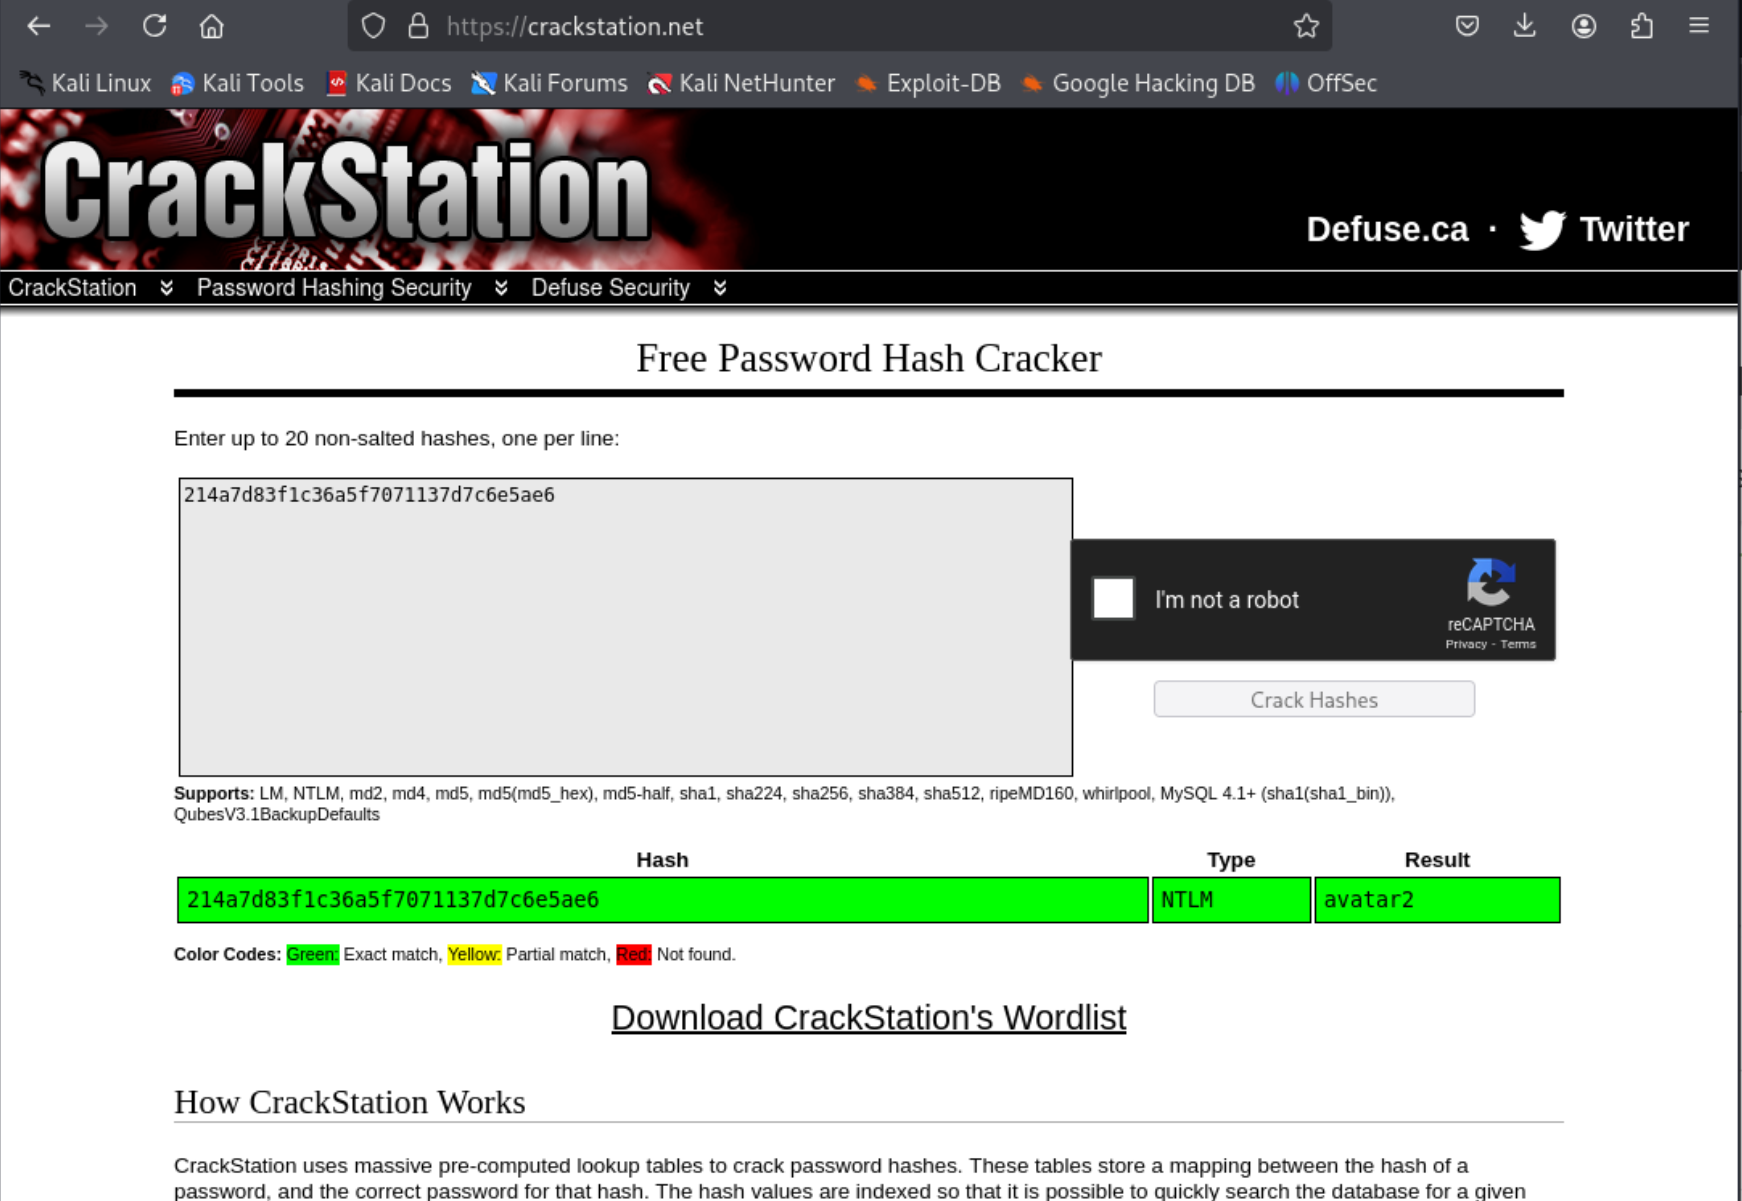 https://crackstation.net
Kali Linux Kali Tools Kali Docs Kali Forums Kali NetHunter Exploit-DB Google Hacking DB OffSec
CrackStation
Defuse.ca · Twitter
CrackStation Password Hashing Security Defuse Security
Free Password Hash Cracker
Enter up to 20 non-salted hashes, one per line:
214a7d83f1c36a5f7071137d7c6e5ae6
I'm not a robot
reCAPTCHA
Privacy - Terms
Crack Hashes
Supports: LM, NTLM, md2, md4, md5, md5(md5_hex), md5-half, sha1, sha224, sha256, sha384, sha512, ripeMD160, whirlpool, MySQL 4.1+ (sha1(sha1_bin)),
QubesV3.1BackupDefaults
Hash Type Result
214a7d83f1c36a5f7071137d7c6e5ae6 NTLM avatar2
Color Codes: Green: Exact match, Yellow: Partial match, Red: Not found.
Download CrackStation's Wordlist
How CrackStation Works
CrackStation uses massive pre-computed lookup tables to crack password hashes. These tables store a mapping between the hash of a
password, and the correct password for that hash. The hash values are indexed so that it is possible to quickly search the database for a given